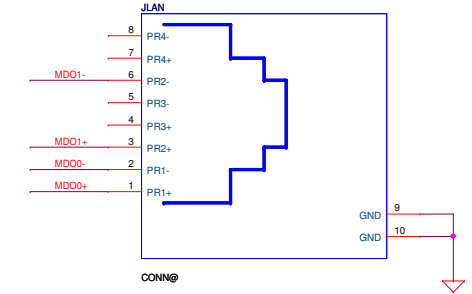 JLAN
8 PR4-
7 PR4+
MDO1- 6 PR2-
5 PR3-
4 PR3+
MDO1+ 3 PR2+
MDO0- 2 PR1-
MDO0+ 1 PR1+
GND 9
GND 10
CONN@